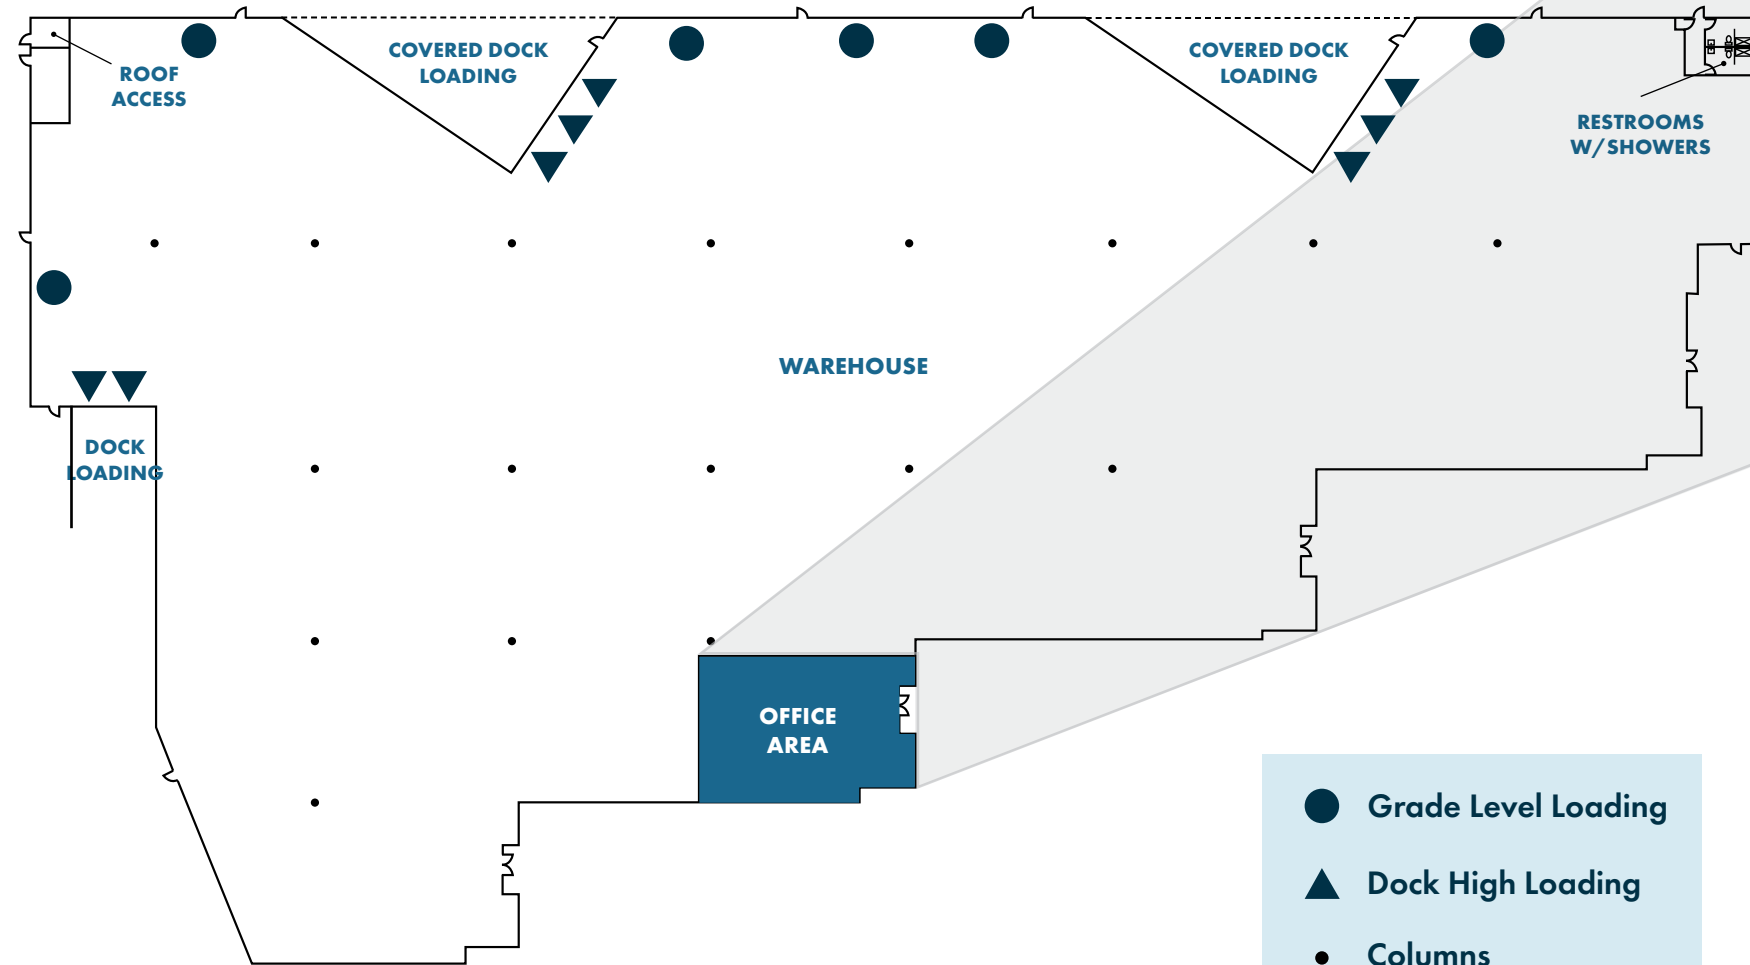 COVERED DOCK
LOADING
COVERED DOCK
LOADING
ROOF
ACCESS
RESTROOMS
W/SHOWERS
WAREHOUSE
DOCK
LOADING
OFFICE
AREA
Grade Level Loading
Dock High Loading
Columns